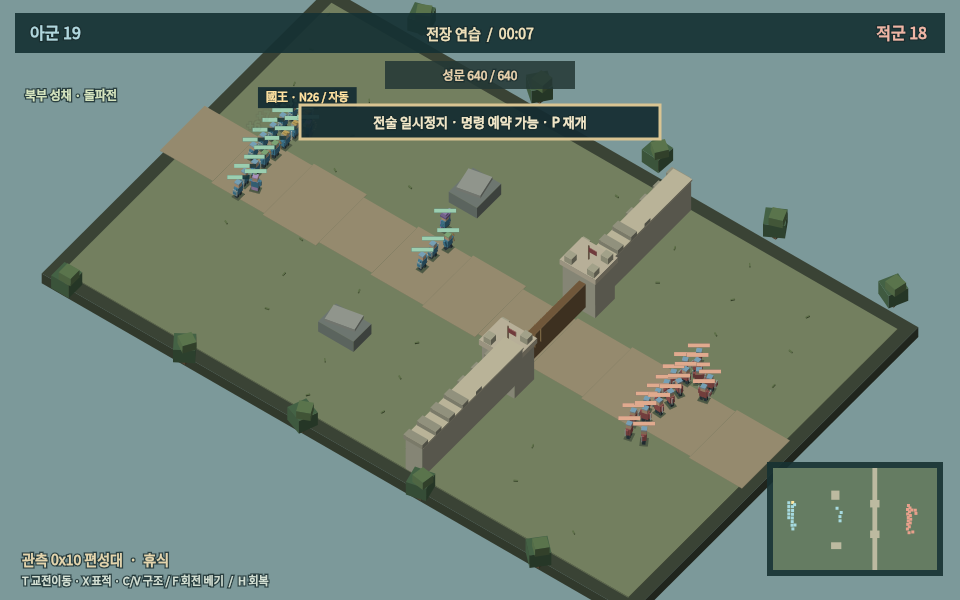 아군 19
전장 연습 / 00:07
적군 18
성문 640 / 640
북부 성채 · 돌파전
國王 · N26 / 자동
전술 일시정지 · 명령 예약 가능 · P 재개
관측 0x10 편성대 · 휴식
T 교전이동 · X 표적 · C/V 구조 / F 회전 베기 / H 회복